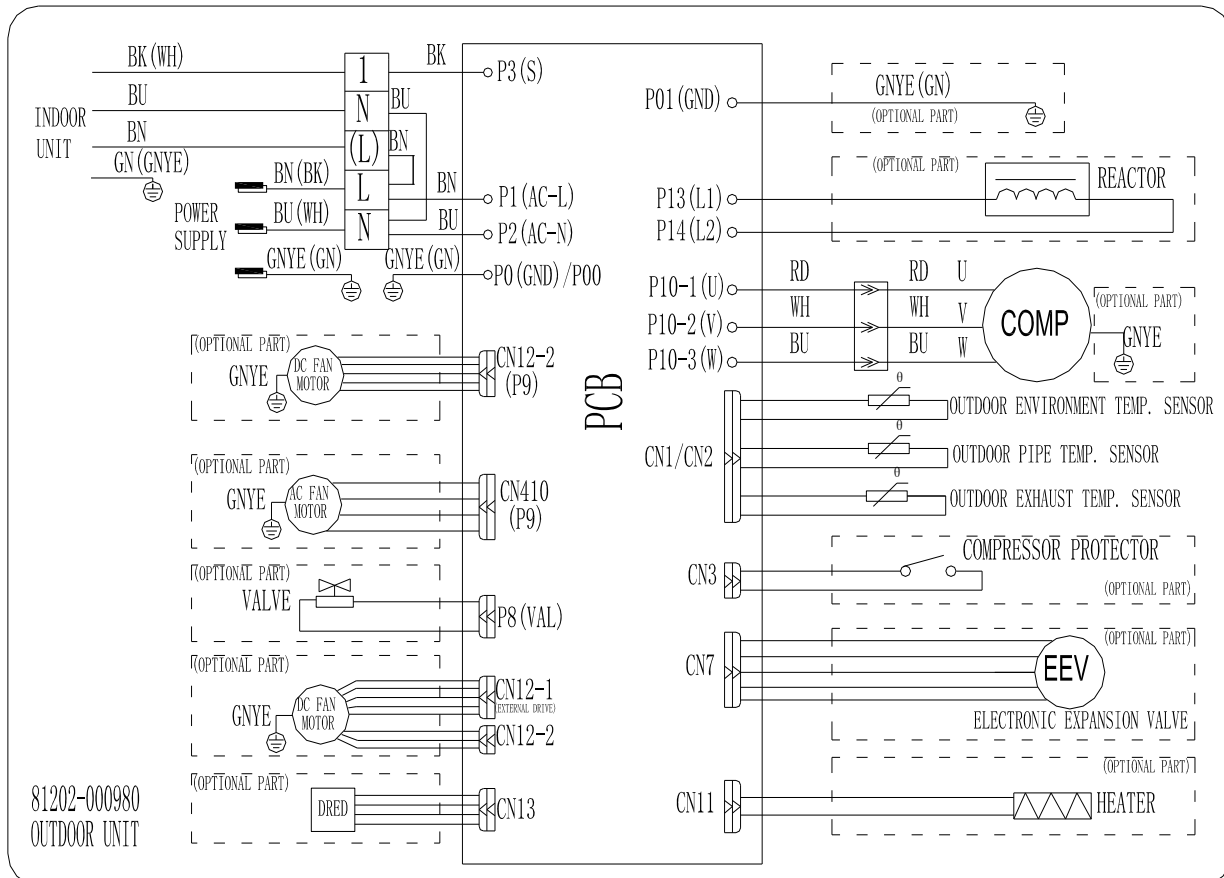 BK(WH)
BU
INDOOR
UNIT
BN
GN(GNYE)
BN(BK)
POWER
SUPPLY
BU(WH)
GNYE(GN)
1
N
(L)
L
N
BK
BU
BN
BN
BU
GNYE(GN)
P3(S)
P1(AC-L)
P2(AC-N)
P0(GND)/P00
(OPTIONAL PART)
GNYE
DC FAN
MOTOR
CN12-2
(P9)
(OPTIONAL PART)
GNYE
AC FAN
MOTOR
CN410
(P9)
(OPTIONAL PART)
VALVE
P8(VAL)
(OPTIONAL PART)
GNYE
DC FAN
MOTOR
CN12-1
(EXTERNAL DRIVE)
CN12-2
(OPTIONAL PART)
DRED
CN13
81202-000980
OUTDOOR UNIT
PCB
P01(GND)
GNYE(GN)
(OPTIONAL PART)
(OPTIONAL PART)
REACTOR
P13(L1)
P14(L2)
P10-1(U)
RD
RD
U
P10-2(V)
WH
WH
V
P10-3(W)
BU
BU
W
COMP
(OPTIONAL PART)
GNYE
CN1/CN2
θ
OUTDOOR ENVIRONMENT TEMP. SENSOR
θ
OUTDOOR PIPE TEMP. SENSOR
θ
OUTDOOR EXHAUST TEMP. SENSOR
CN3
COMPRESSOR PROTECTOR
(OPTIONAL PART)
CN7
(OPTIONAL PART)
EEV
ELECTRONIC EXPANSION VALVE
(OPTIONAL PART)
CN11
HEATER